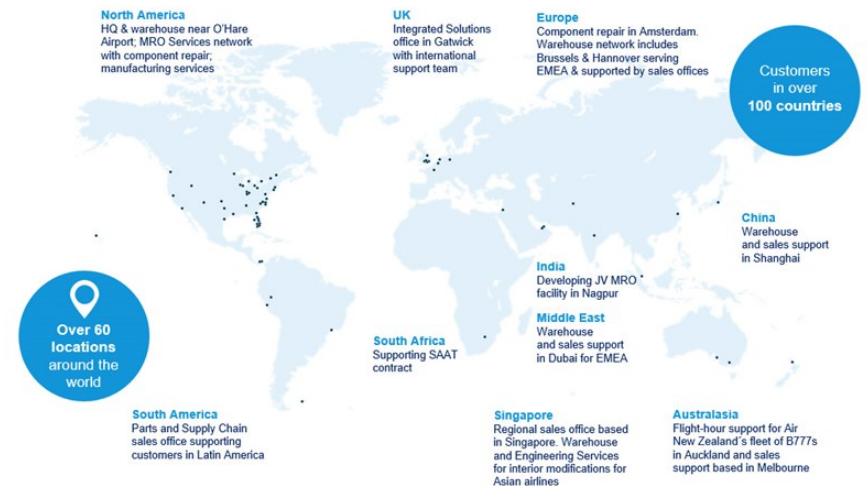 North America
HQ & warehouse near O'Hare
Airport; MRO Services network
with component repair;
manufacturing services
UK
Integrated Solutions
office in Gatwick
with international
support team
Europe
Component repair in Amsterdam.
Warehouse network includes
Brussels & Hannover serving
EMEA & supported by sales offices
Customers
in over
100 countries
China
Warehouse
and sales support
in Shanghai
India
Developing JV MRO
facility in Nagpur
Middle East
Warehouse
and sales support
in Dubai for EMEA
Over 60
locations
around the
world
South Africa
Supporting SAAT
contract
South America
Parts and Supply Chain
sales office supporting
customers in Latin America
Singapore
Regional sales office based
in Singapore. Warehouse
and Engineering Services
for interior modifications for
Asian airlines
Australasia
Flight-hour support for Air
New Zealand´s fleet of B777s
in Auckland and sales
support based in Melbourne